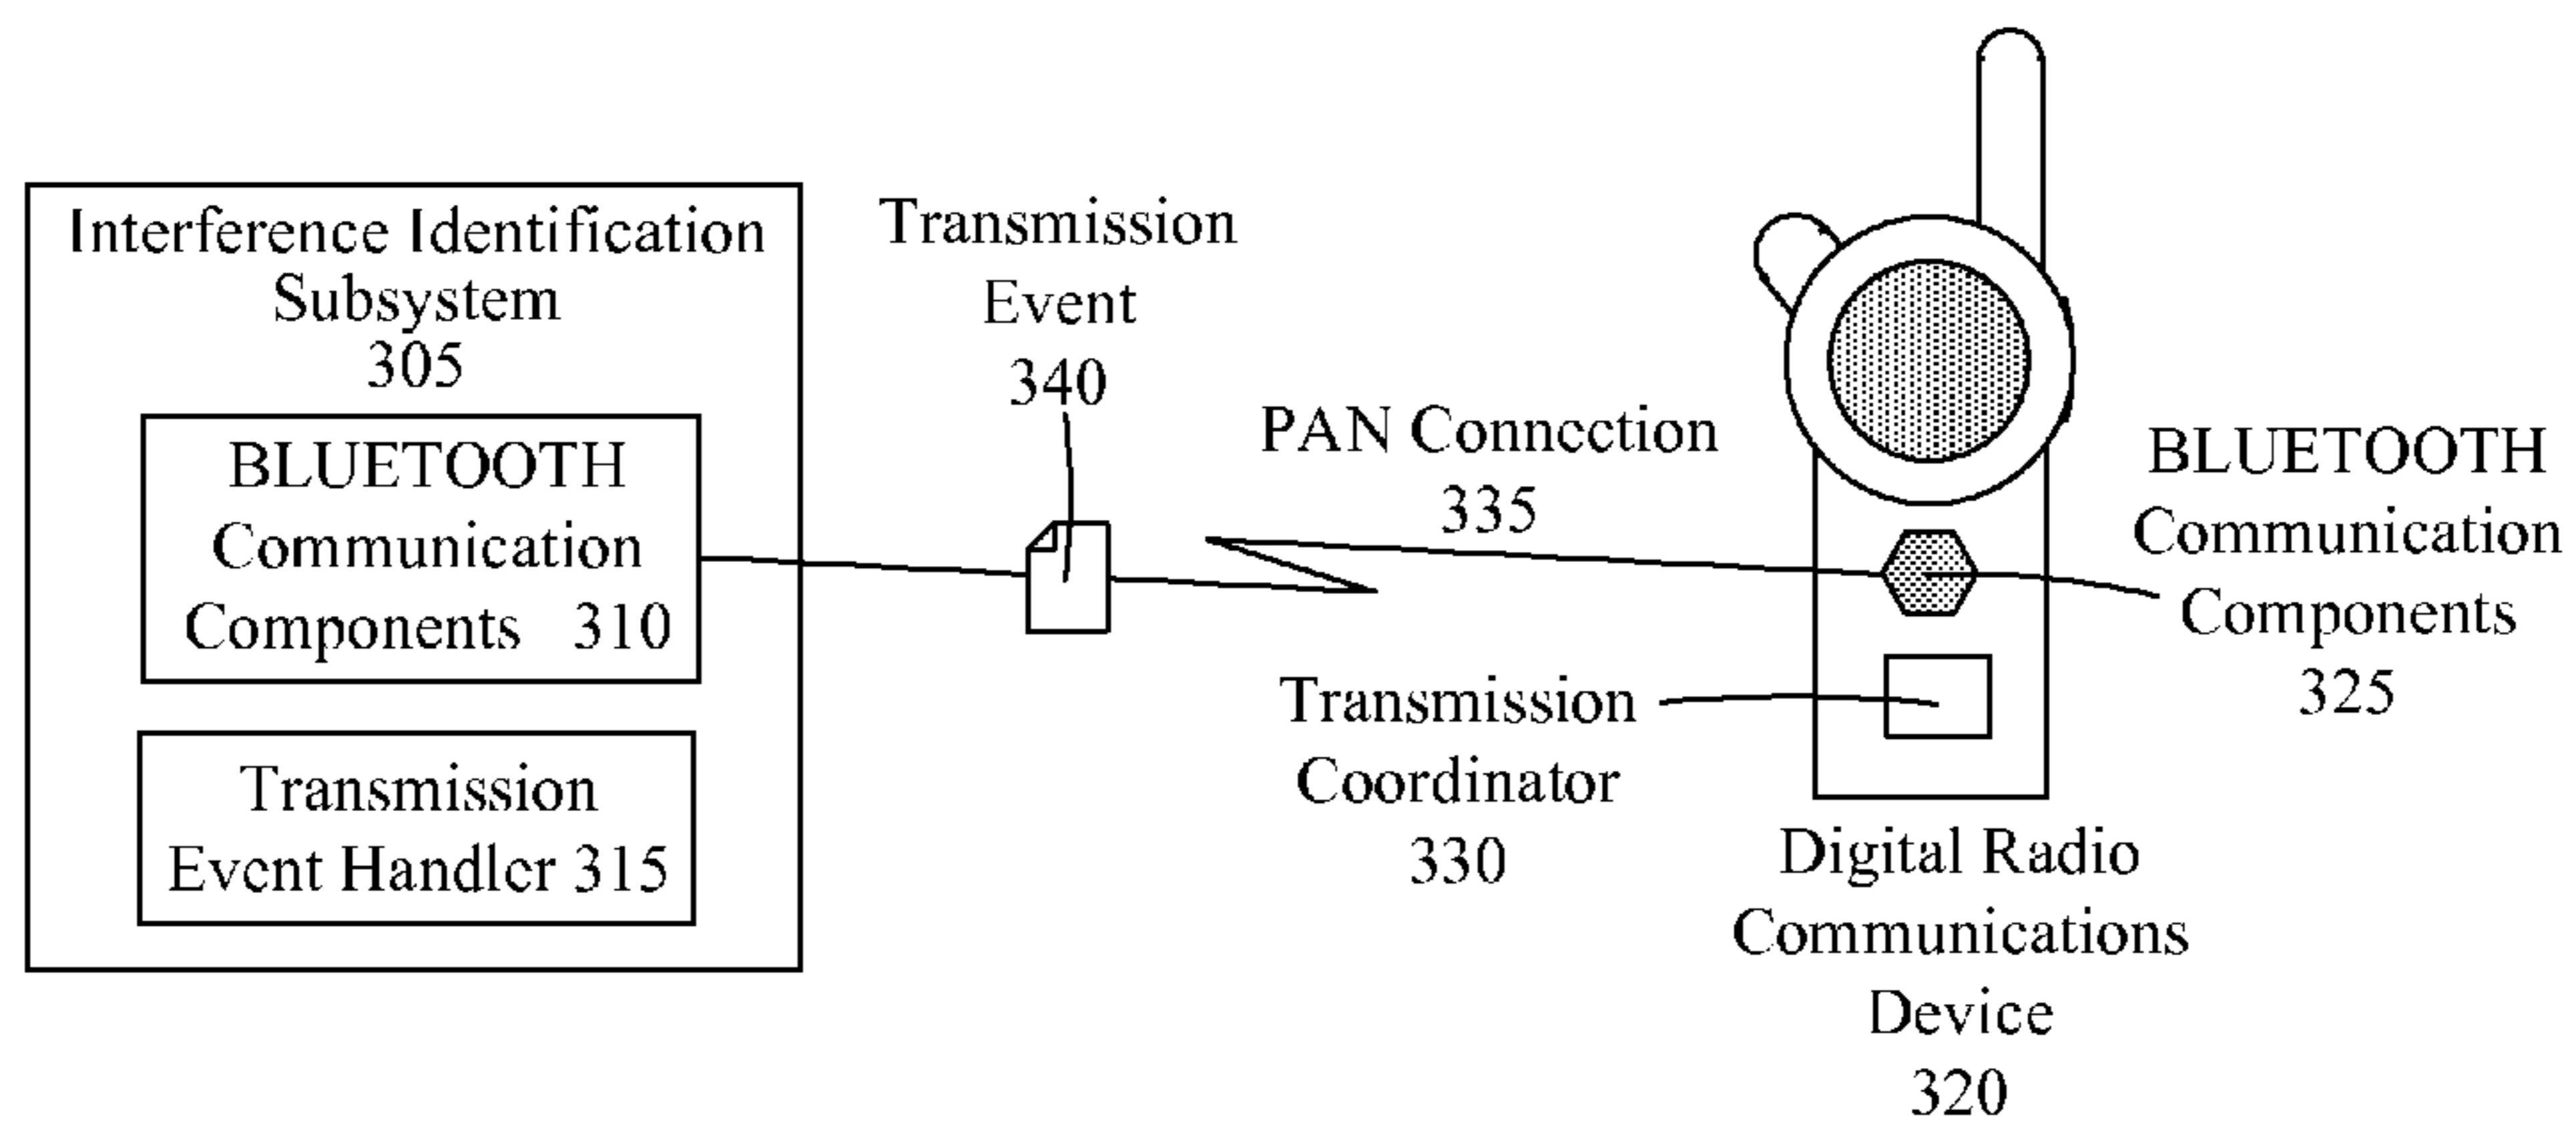 Interference Identification
Subsystem
305
BLUETOOTH
Communication
Components 310
Transmission
Event Handler 315
Transmission
Event
340
PAN Connection
335
Transmission
Coordinator
330
BLUETOOTH
Communication
Components
325
Digital Radio
Communications
Device
320